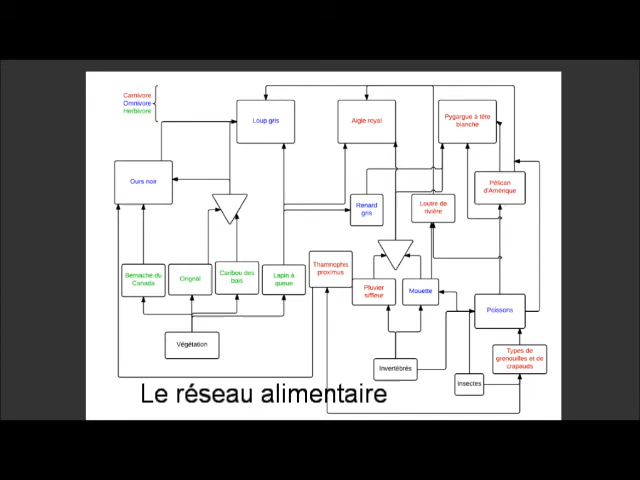 Carnivore
Omnivore
Herbivore
Loup gris
Aigle royal
Pygargue à tête
blanche
Ours noir
Pélican
d'Amérique
Renard
gris
Loutre de
rivière
Bernache du
Canada
Orignal
Caribou des
bois
Lapin à
queue
Thamnophis
proximus
Pluvier
siffleur
Mouette
Poissons
Végétation
Invertébrés
Insectes
Types de
grenouilles et de
crapauds
Le réseau alimentaire